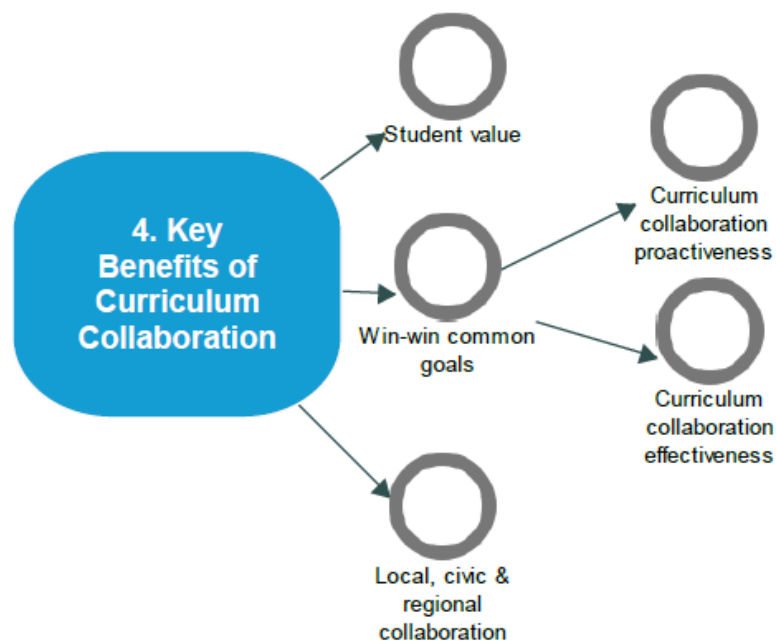 4. Key
Benefits of
Curriculum
Collaboration
Student value
Win-win common
goals
Local, civic &
regional
collaboration
Curriculum
collaboration
proactiveness
Curriculum
collaboration
effectiveness